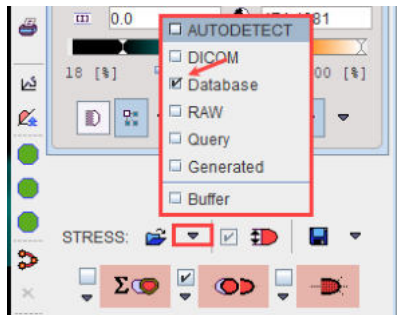 0.0
AUTODETECT
DICOM
18 [%]
00 [%]
Database
RAW
Query
Generated
Buffer
STRESS:
Σ